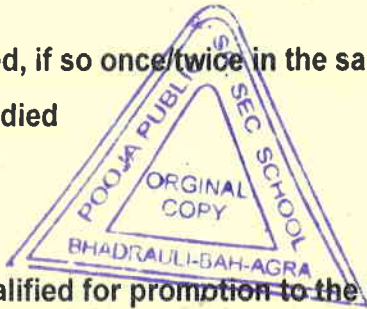 ed, if so once/twice in the sa
died
POOJA PUBLIC SR. SEC SCHOOL
ORGINAL
COPY
BHADRAULI-BAH-AGRA
alified for promotion to the